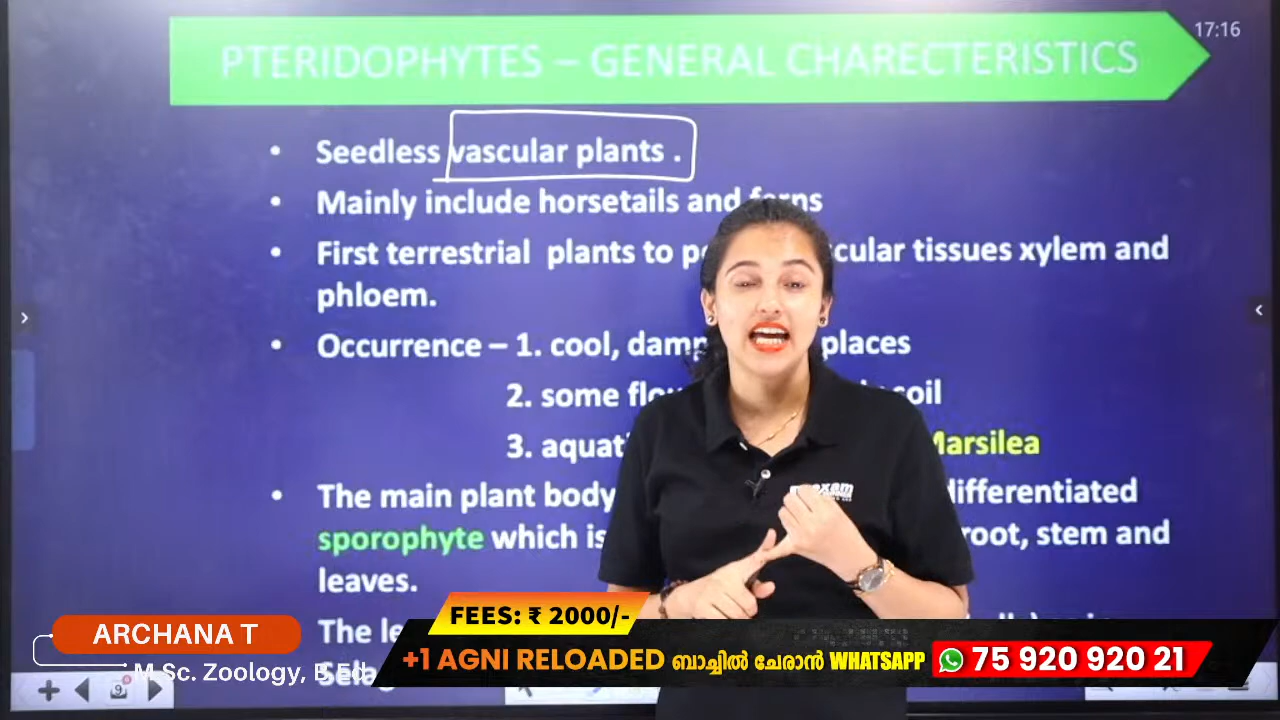 17:16
PTERIDOPHYTES – GENERAL CHARECTERISTICS
• Seedless vascular plants .
• Mainly include horsetails and ferns
• First terrestrial plants to vascular tissues xylem and
phloem.
• Occurrence – 1. cool, damp places
2. some soil
3. Marsilea
• The main plant body differentiated
sporophyte which is root, stem and
leaves.
The
ARCHANA T
M Sc. Zoology, B Ed
FEES: ₹ 2000/-
+1 AGNI RELOADED ബാച്ചിൽ ചേരാൻ WHATSAPP 75 920 920 21